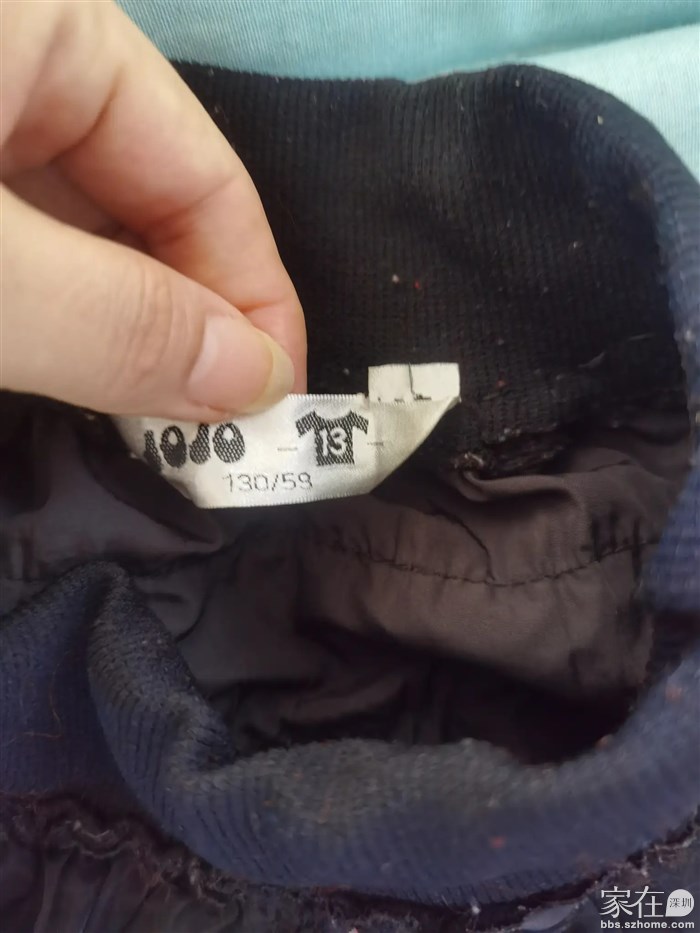 jojo
13
130/59
L
家在
深圳
bbs.szhome.com